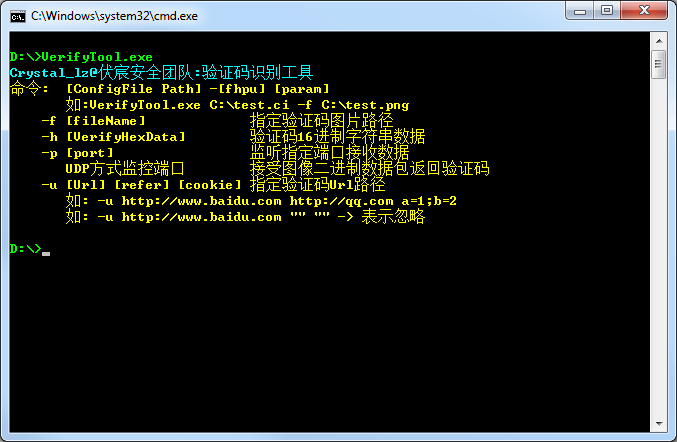 C:\Windows\system32\cmd.exe
D:\>VerifyTool.exe
Crystal_lz@伏宸安全团队:验证码识别工具
命令: [ConfigFile Path] -[fhpu] [param]
如:VerifyTool.exe C:\test.ci -f C:\test.png
-f [fileName] 指定验证码图片路径
-h [VerifyHexData] 验证码16进制字符串数据
-p [port] 监听指定端口接收数据
UDP方式监控端口 接受图像二进制数据包返回验证码
-u [Url] [refer] [cookie] 指定验证码Url路径
如: -u http://www.baidu.com http://qq.com a=1;b=2
如: -u http://www.baidu.com "" "" -> 表示忽略
D:\>